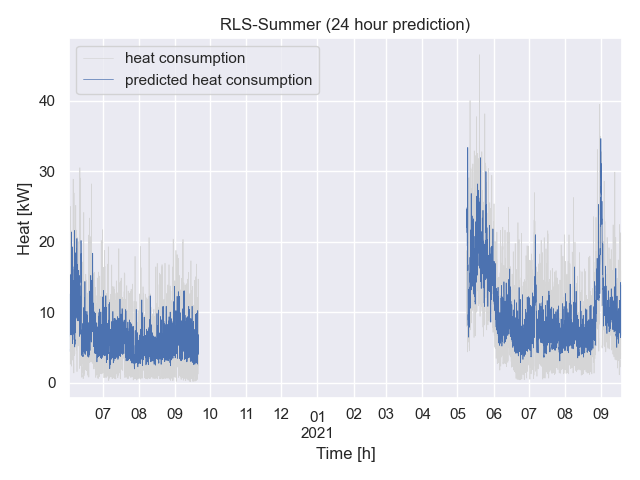 RLS-Summer (24 hour prediction)
heat consumption
predicted heat consumption
Heat [kW]
40
30
20
10
0
07 08 09 10 11 12 01 02 03 04 05 06 07 08 09
2021
Time [h]